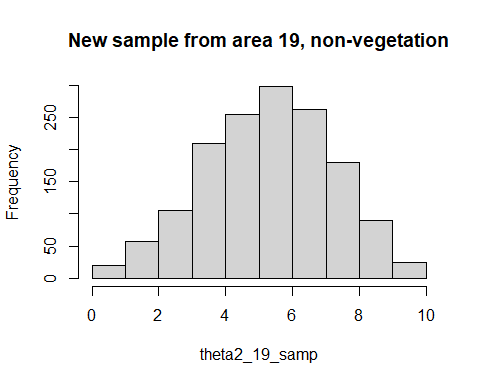 New sample from area 19, non-vegetation
Frequency
250
150
50
0
0 2 4 6 8 10
theta2_19_samp